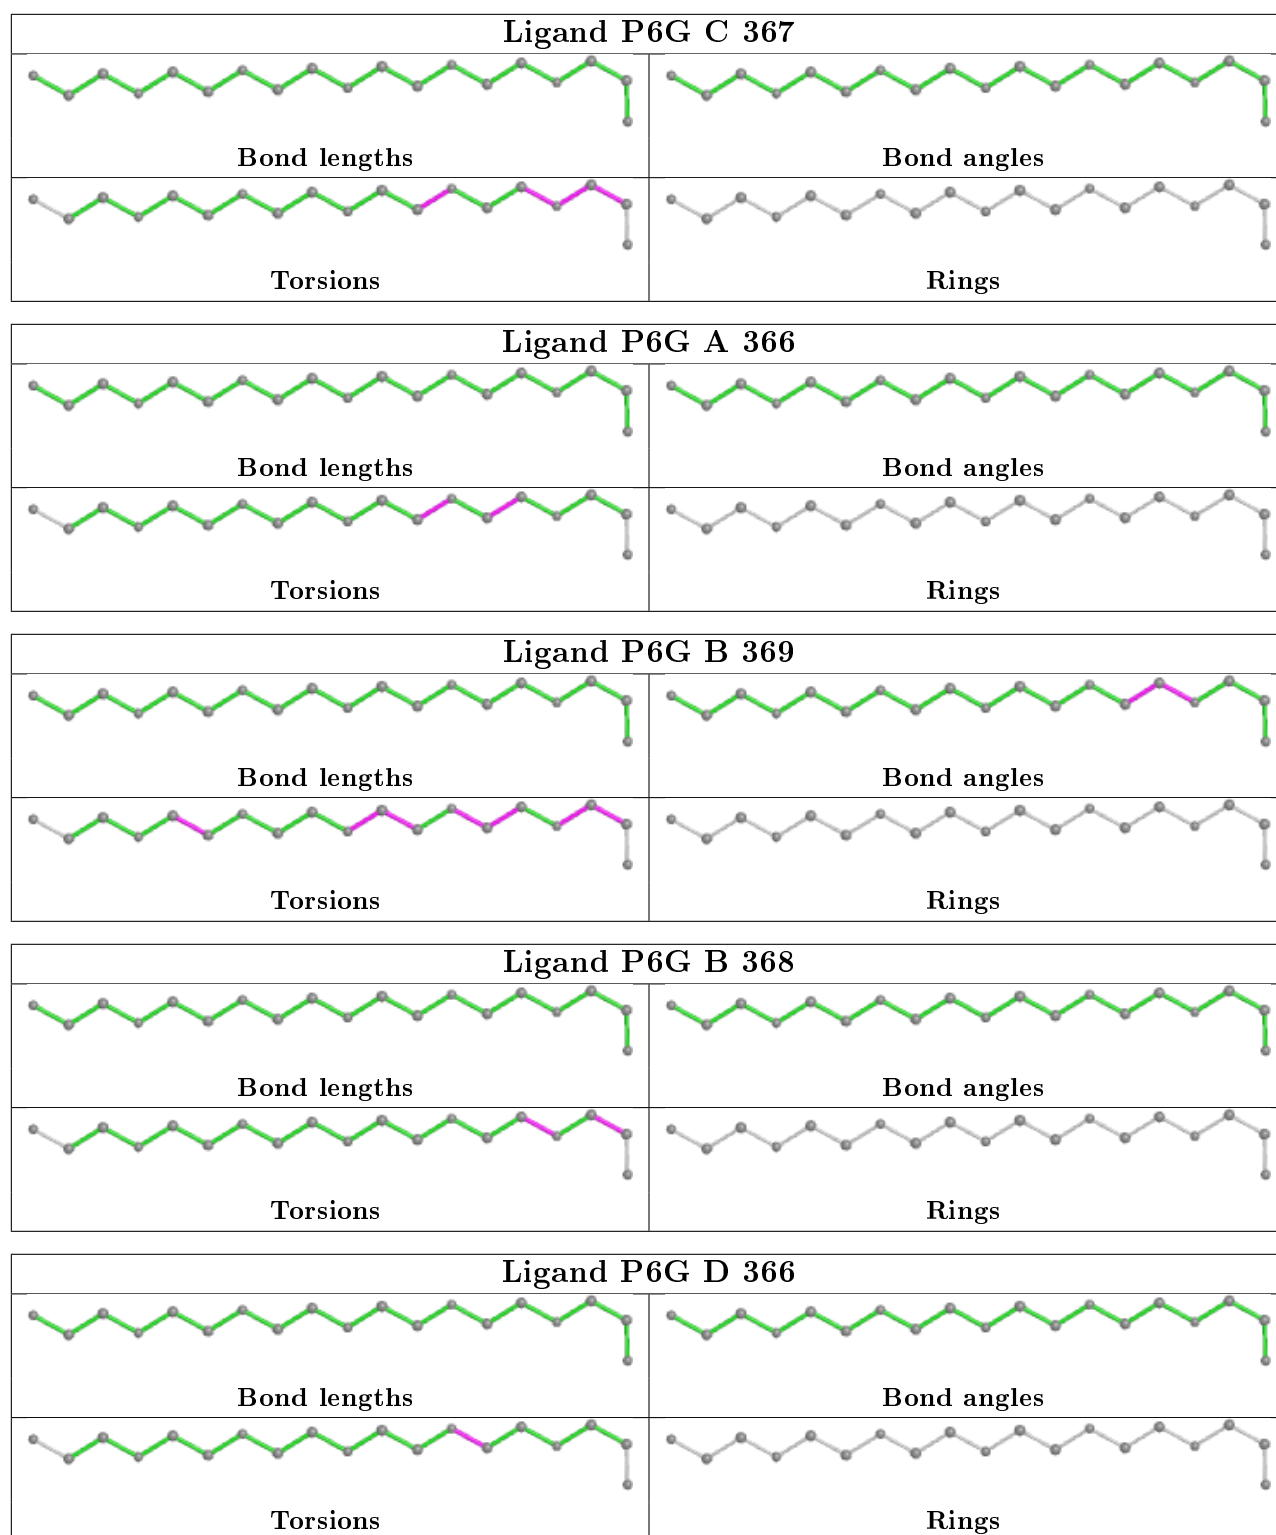 Ligand P6G C 367
Bond lengths Bond angles
Torsions Rings
Ligand P6G A 366
Bond lengths Bond angles
Torsions Rings
Ligand P6G B 369
Bond lengths Bond angles
Torsions Rings
Ligand P6G B 368
Bond lengths Bond angles
Torsions Rings
Ligand P6G D 366
Bond lengths Bond angles
Torsions Rings